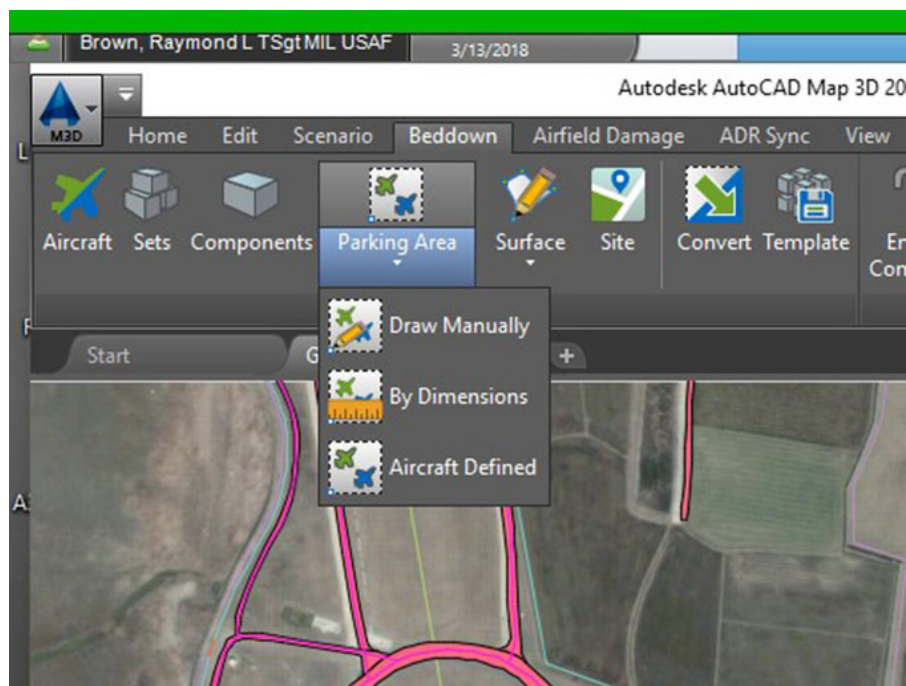 Brown, Raymond L TSgt MIL USAF
3/13/2018
Autodesk AutoCAD Map 3D 20
M3D
Home Edit Scenario Beddown Airfield Damage ADR Sync View
Aircraft Sets Components Parking Area Surface Site Convert Template En
Con
Draw Manually
Start G +
By Dimensions
Aircraft Defined